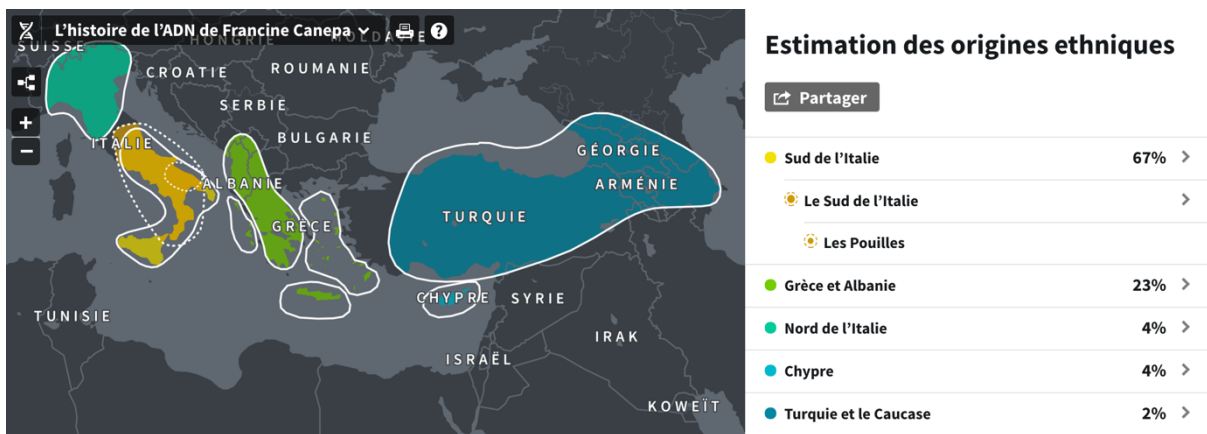 L’histoire de l’ADN de Francine Canepa
?
SUISSE
HONGRIE
MOLDAVIE
CROATIE
ROUMANIE
SERBIE
BULGARIE
ITALIE
ALBANIE
GRÈCE
GÉORGIE
ARMÉNIE
TURQUIE
CHYPRE
SYRIE
TUNISIE
IRAK
ISRAËL
KOWEÏT
+
−
Estimation des origines ethniques
Partager
Sud de l’Italie 67%
Le Sud de l’Italie
Les Pouilles
Grèce et Albanie 23%
Nord de l’Italie 4%
Chypre 4%
Turquie et le Caucase 2%